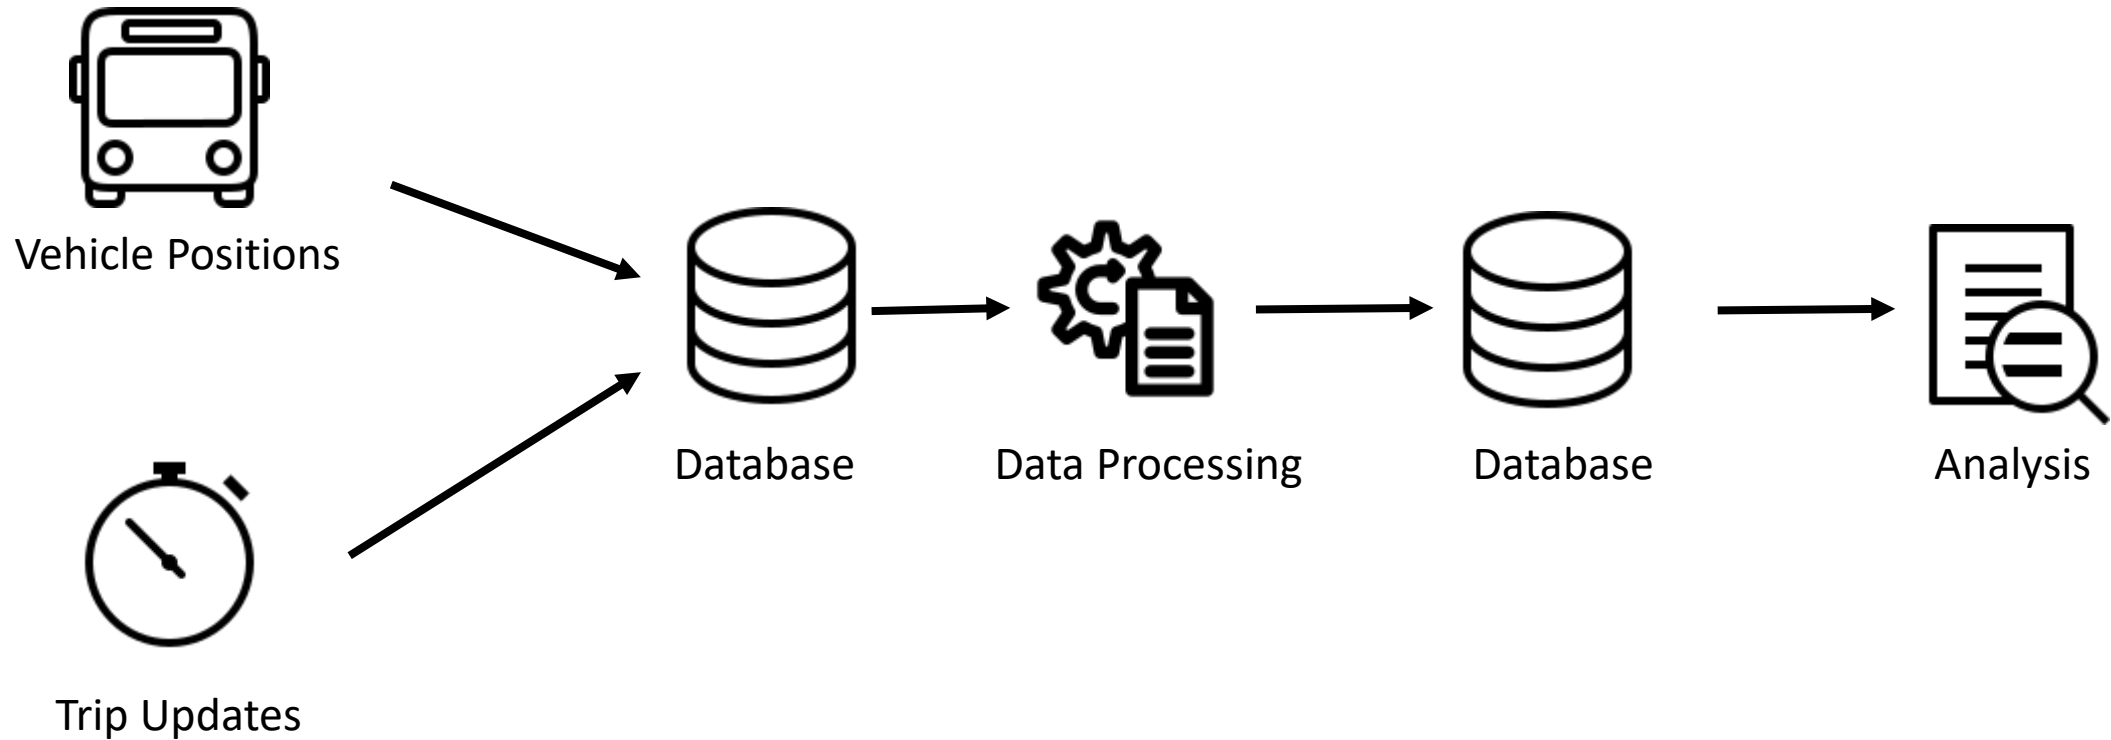 Vehicle Positions
Database
Data Processing
Database
Analysis
Trip Updates